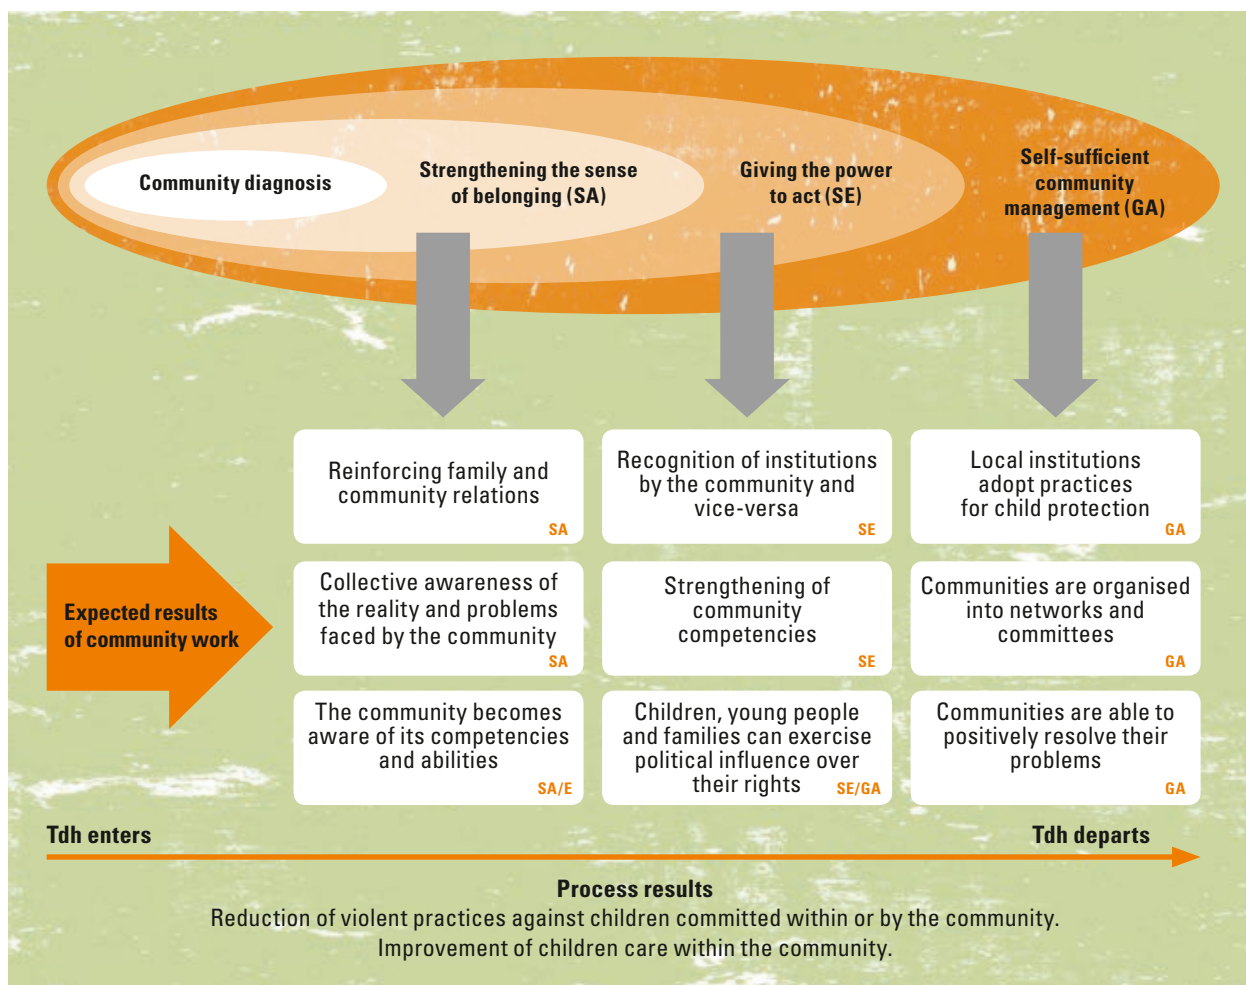 Community diagnosis
Strengthening the sense
of belonging (SA)
Giving the power
to act (SE)
Self-sufficient
community
management (GA)
Expected results
of community work
Reinforcing family and
community relations
SA
Recognition of institutions
by the community and
vice-versa
SE
Local institutions
adopt practices
for child protection
GA
Collective awareness of
the reality and problems
faced by the community
SA
Strengthening of
community
competencies
SE
Communities are organised
into networks and
committees
GA
The community becomes
aware of its competencies
and abilities
SA/E
Children, young people
and families can exercise
political influence over
their rights
SE/GA
Communities are able to
positively resolve their
problems
GA
Tdh enters
Tdh departs
Process results
Reduction of violent practices against children committed within or by the community.
Improvement of children care within the community.